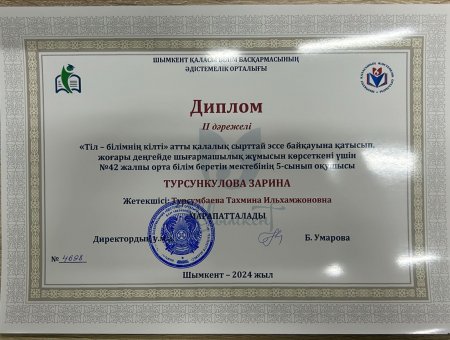 ШЫМКЕНТ ҚАЛАСЫ БІЛІМ БАСҚАРМАСЫНЫҢ
ӘДІСТЕМЕЛІК ОРТАЛЫҒЫ
Диплом
II дәрежелі
«Тіл – білімнің кілті» атты қалалық сырттай эссе байқауына қатысып,
жоғары деңгейде шығармашылық жұмысын көрсеткені үшін
№42 жалпы орта білім беретін мектебінің 5-сынып оқушысы
ТУРСУНКУЛОВА ЗАРИНА
Жетекшісі: Турсумбаева Тахмина Ильхамжоновна
МАРАПАТТАЛАДЫ
Директордың Б. Умарова
№ 4698
Шымкент – 2024 жыл